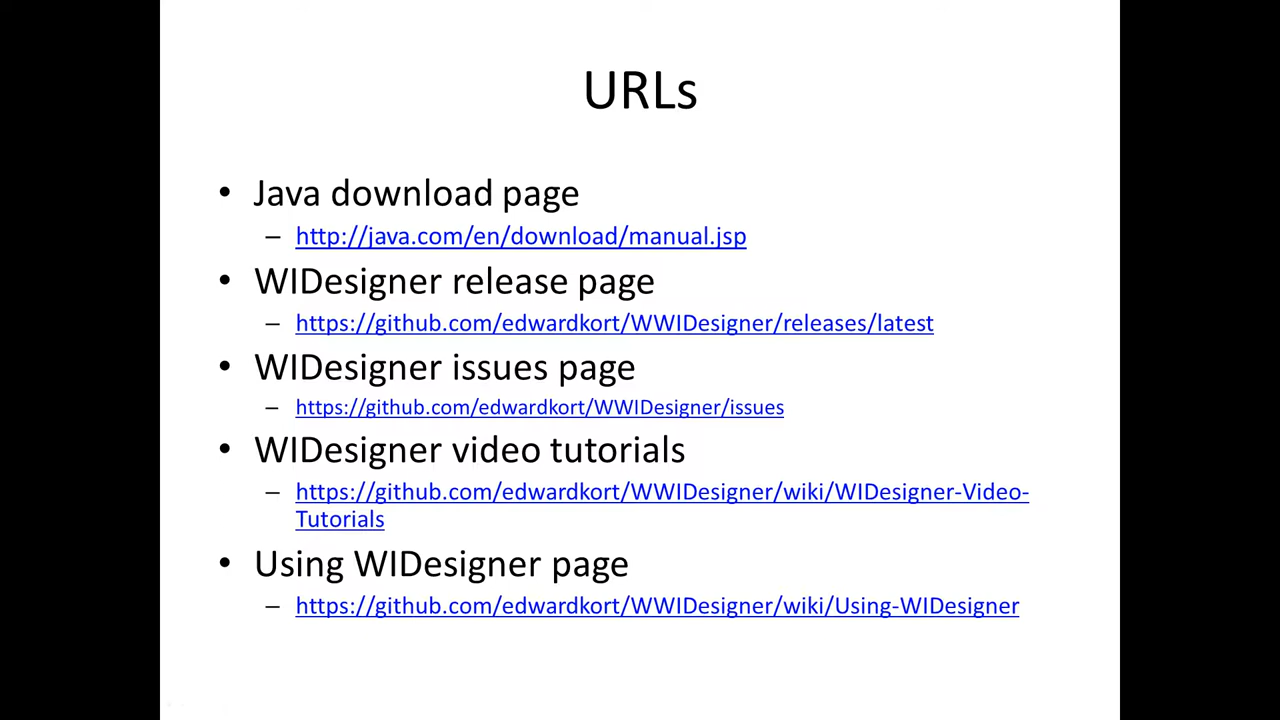 URLs
• Java download page
– http://java.com/en/download/manual.jsp
• WIDesigner release page
– https://github.com/edwardkort/WWIDesigner/releases/latest
• WIDesigner issues page
– https://github.com/edwardkort/WWIDesigner/issues
• WIDesigner video tutorials
– https://github.com/edwardkort/WWIDesigner/wiki/WIDesigner-Video-
Tutorials
• Using WIDesigner page
– https://github.com/edwardkort/WWIDesigner/wiki/Using-WIDesigner